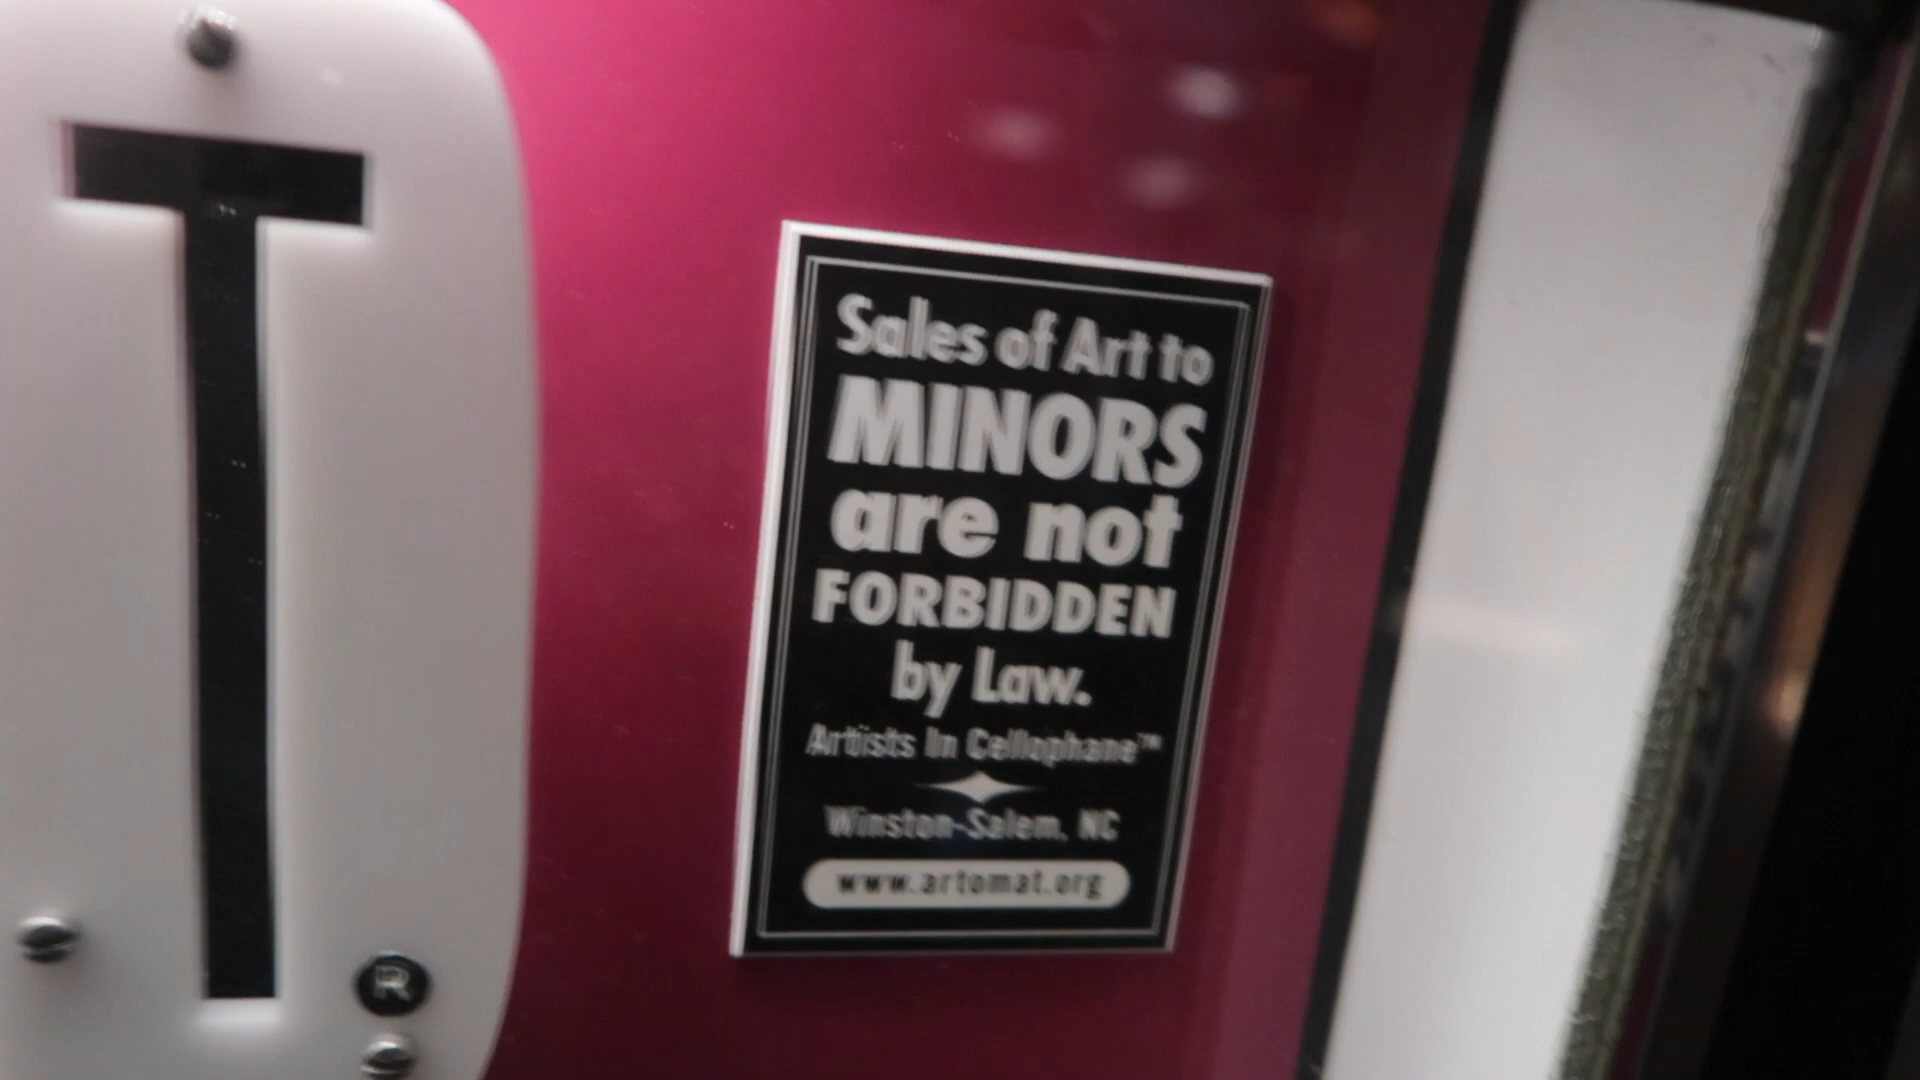 T
R
Sales of Art to
MINORS
are not
FORBIDDEN
by Law.
Artists In Cellophane™
Winston-Salem, NC
www.artomat.org